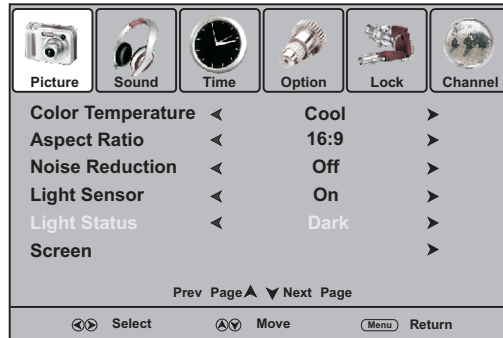 Picture Sound Time Option Lock Channel
Color Temperature Cool
Aspect Ratio 16:9
Noise Reduction Off
Light Sensor On
Light Status Dark
Screen
Prev Page Next Page
Select Move Menu Return